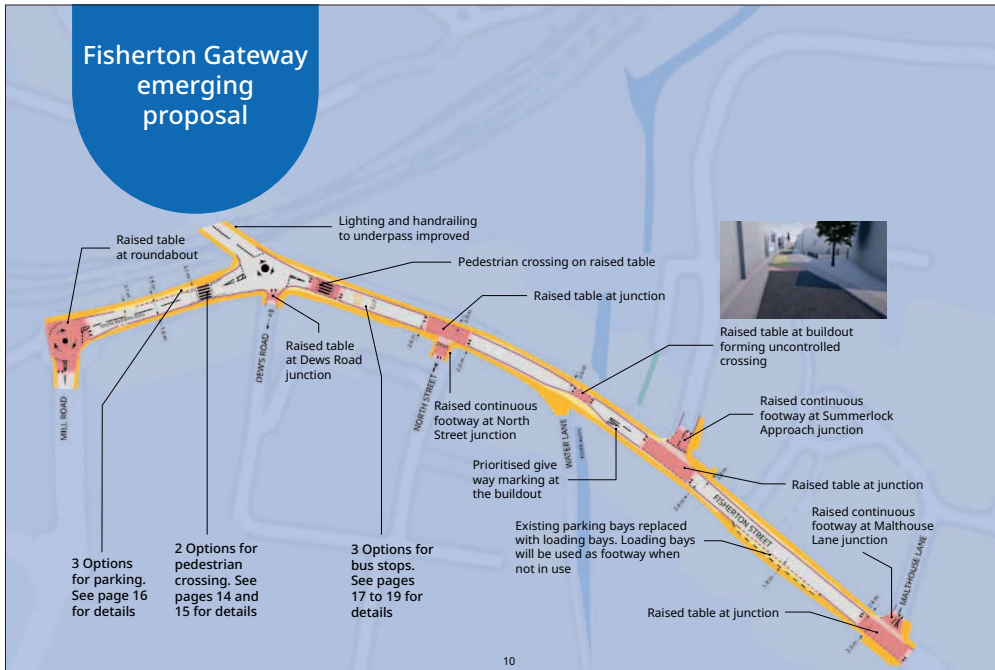 Fisherton Gateway
emerging
proposal
Lighting and handrailing
to underpass improved
Raised table
at roundabout
Pedestrian crossing on raised table
Raised table at junction
Raised table at buildout
forming uncontrolled
crossing
Raised table
at Dews Road
junction
Raised continuous
footway at North
Street junction
Raised continuous
footway at Summerlock
Approach junction
Prioritised give
way marking at
the buildout
Raised table at junction
Existing parking bays replaced
with loading bays. Loading bays
will be used as footway when
not in use
Raised continuous
footway at Malthouse
Lane junction
Raised table at junction
3 Options
for parking.
See page 16
for details
2 Options for
pedestrian
crossing. See
pages 14 and
15 for details
3 Options for
bus stops.
See pages
17 to 19 for
details
MILL ROAD
DEWS ROAD
NORTH STREET
WATER LANE
FISHERTON STREET
MALTHOUSE LANE
10